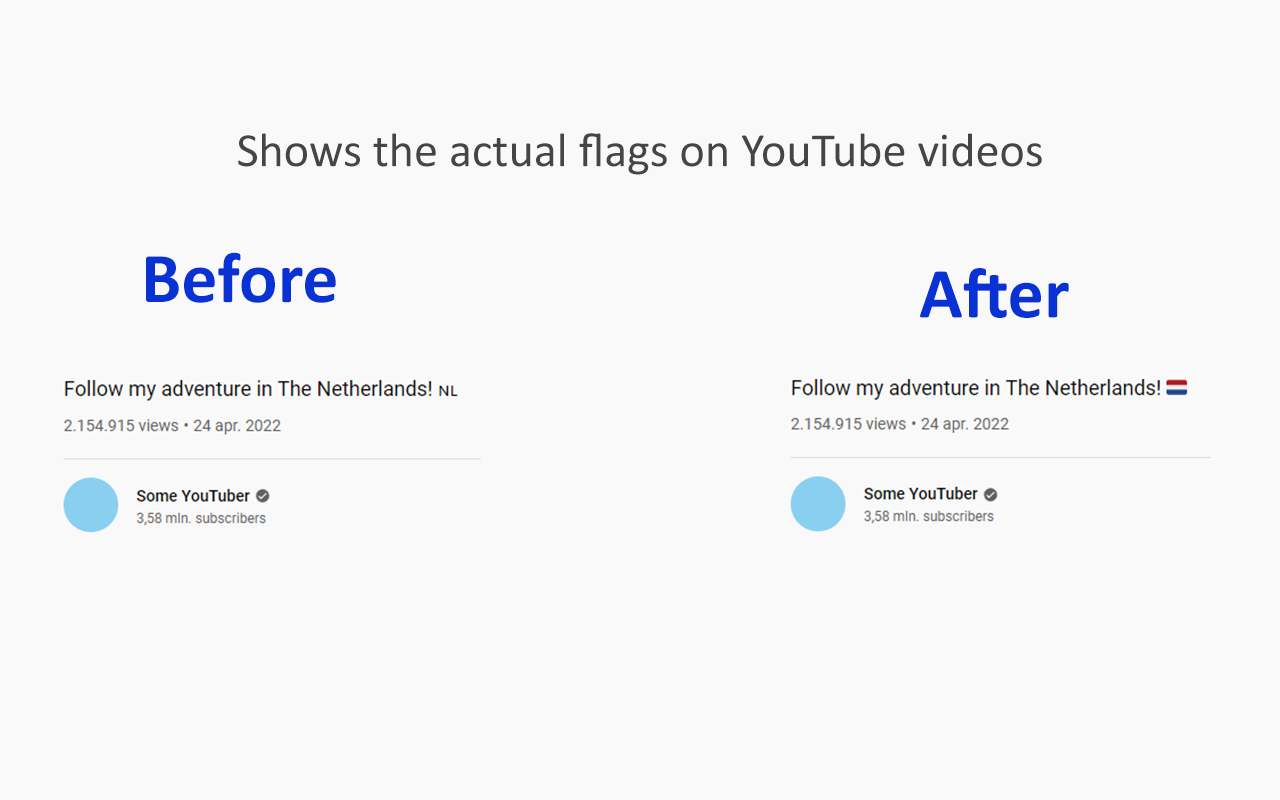 Shows the actual flags on YouTube videos
Before
Follow my adventure in The Netherlands! NL
2.154.915 views • 24 apr. 2022
Some YouTuber
3,58 mln. subscribers
After
Follow my adventure in The Netherlands! 🇳🇱
2.154.915 views • 24 apr. 2022
Some YouTuber
3,58 mln. subscribers